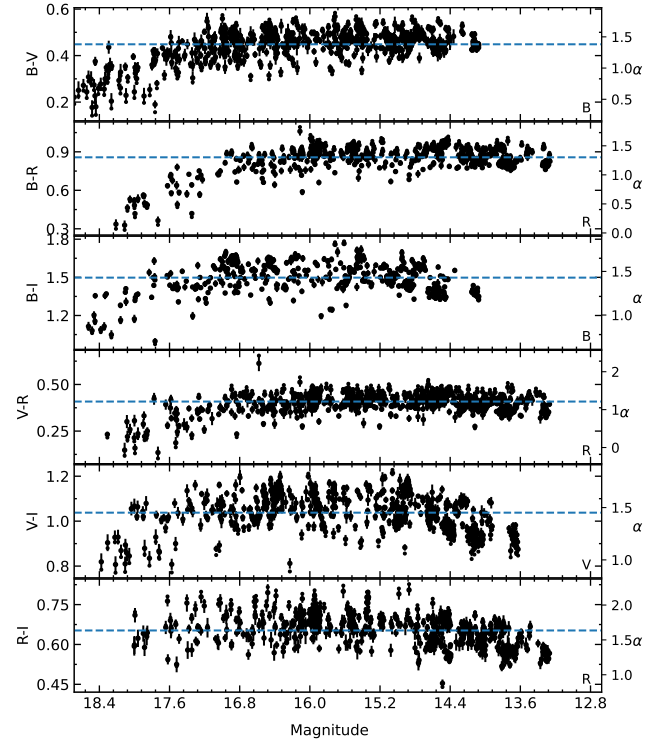 0.6
0.4
0.2
B-V
1.5
1.0
0.5
α
B
0.9
0.6
0.3
B-R
1.5
1.0
0.5
0.0
α
R
1.8
1.5
1.2
B-I
1.5
1.0
α
B
0.50
0.25
V-R
2
1
0
α
R
1.2
1.0
0.8
V-I
1.5
1.0
α
V
0.75
0.60
0.45
R-I
2.0
1.5
1.0
α
R
18.4 17.6 16.8 16.0 15.2 14.4 13.6 12.8
Magnitude